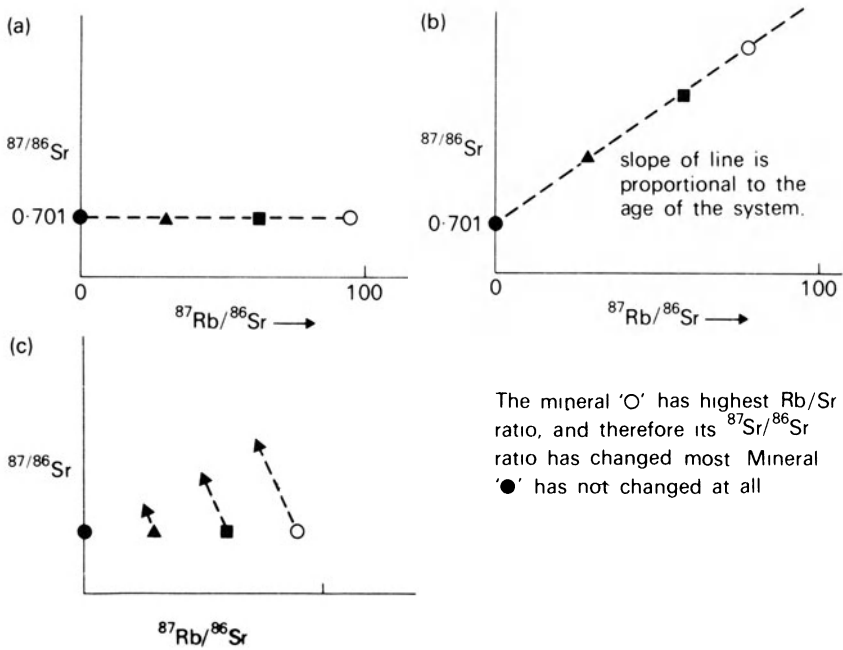 (a)
⁸⁷/⁸⁶Sr
0·701
0
100
⁸⁷Rb/⁸⁶Sr
(b)
⁸⁷/⁸⁶Sr
slope of line is
proportional to the
age of the system.
0·701
0
100
⁸⁷Rb/⁸⁶Sr
(c)
⁸⁷/⁸⁶Sr
⁸⁷Rb/⁸⁶Sr
The mineral ‘○’ has highest Rb/Sr
ratio, and therefore its ⁸⁷Sr/⁸⁶Sr
ratio has changed most Mineral
‘●’ has not changed at all